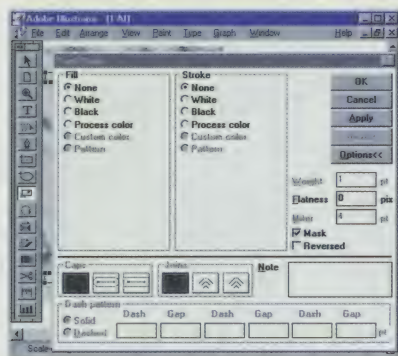 Adobe Illustrator - [I.AI]
File Edit Arrange View Paint Type Graph Window Help
Fill
None
White
Black
Process color
Custom color
Pattern
Stroke
None
White
Black
Process color
Custom color
Pattern
OK
Cancel
Apply
Options<<
Weight 1 pt
Flatness 0 pix
Miter 4 pt
Mask
Reversed
Caps
Joins
Note
Dash pattern
Solid
Dashed
Dash Gap Dash Gap Dash Gap
pt
Scale